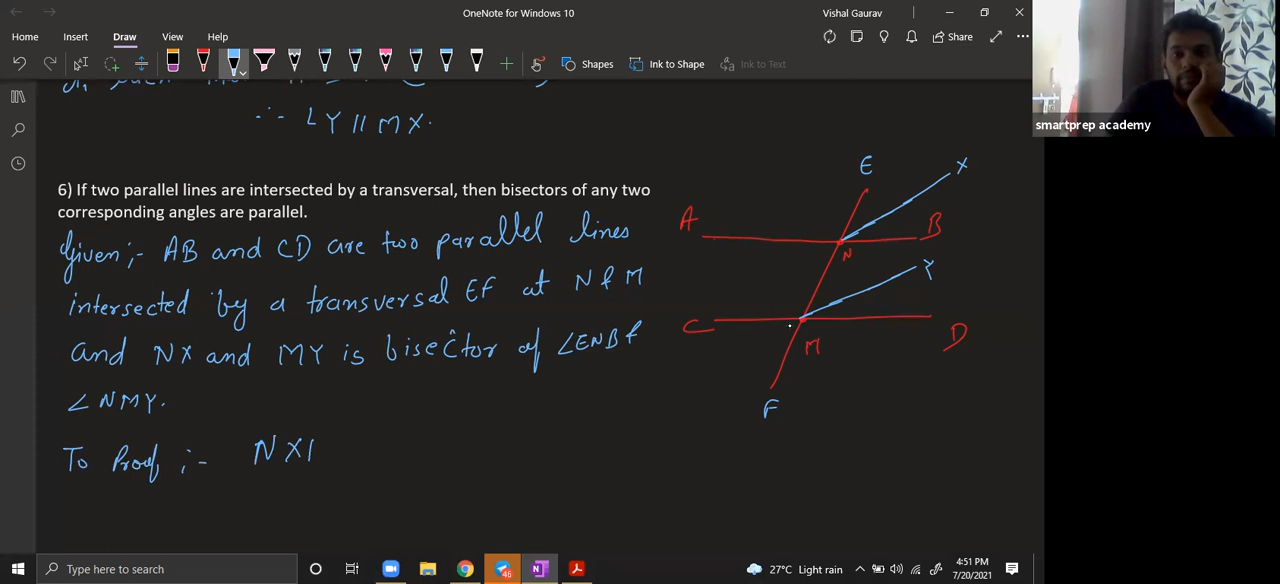 OneNote for Windows 10
Vishal Gaurav
Home Insert Draw View Help
Share
Shapes
Ink to Shape
Ink to Text
smartprep academy
∴ LY || MX.
6) If two parallel lines are intersected by a transversal, then bisectors of any two
corresponding angles are parallel.
Given ;- AB and CD are two parallel lines
intersected by a transversal EF at N & M
and NX and MY is bisector of ∠ENB &
∠NMY.
To Proof ;- NX|
E
X
A
B
N
Y
C
D
M
F
Type here to search
46
27°C Light rain
4:51 PM
7/20/2021